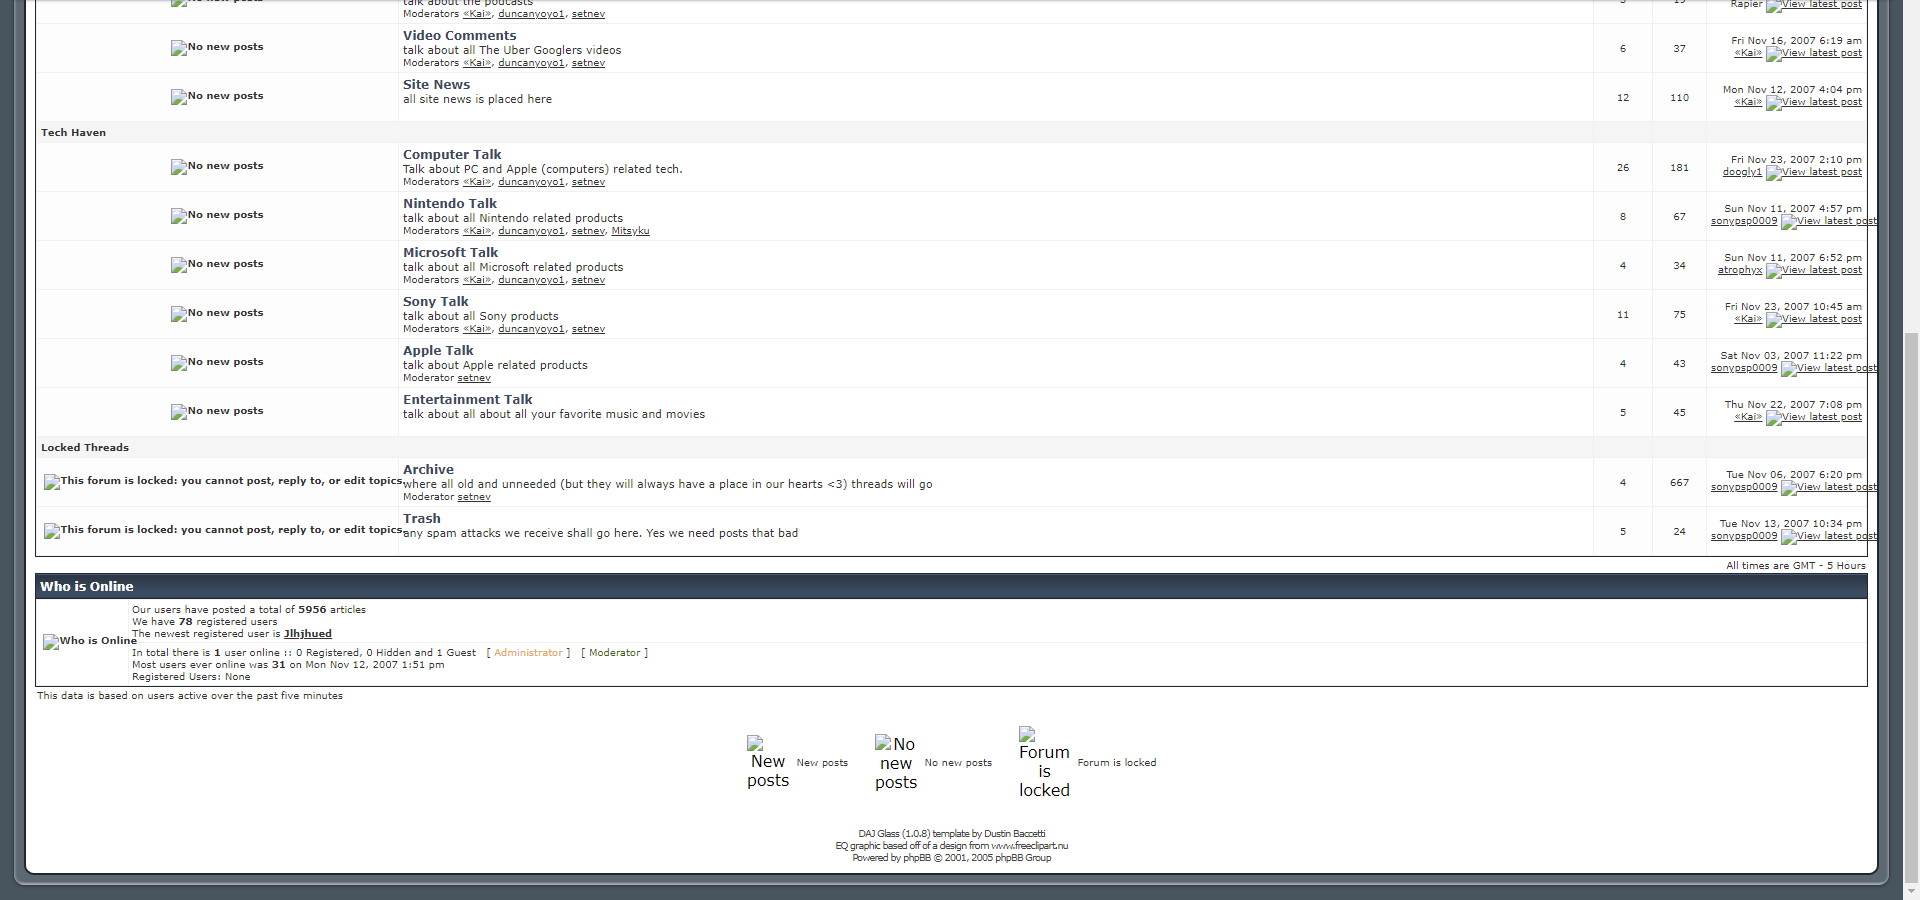 No new posts
talk about the podcasts
Moderators «Kai», duncanyoyo1, setnev
Rapier View latest post
No new posts
Video Comments
talk about all The Uber Googlers videos
Moderators «Kai», duncanyoyo1, setnev
6
37
Fri Nov 16, 2007 6:19 am
«Kai» View latest post
No new posts
Site News
all site news is placed here
12
110
Mon Nov 12, 2007 4:04 pm
«Kai» View latest post
Tech Haven
No new posts
Computer Talk
Talk about PC and Apple (computers) related tech.
Moderators «Kai», duncanyoyo1, setnev
26
181
Fri Nov 23, 2007 2:10 pm
doogly1 View latest post
No new posts
Nintendo Talk
talk about all Nintendo related products
Moderators «Kai», duncanyoyo1, setnev, Mitsyku
8
67
Sun Nov 11, 2007 4:57 pm
sonypsp0009 View latest post
No new posts
Microsoft Talk
talk about all Microsoft related products
Moderators «Kai», duncanyoyo1, setnev
4
34
Sun Nov 11, 2007 6:52 pm
atrophyx View latest post
No new posts
Sony Talk
talk about all Sony products
Moderators «Kai», duncanyoyo1, setnev
11
75
Fri Nov 23, 2007 10:45 am
«Kai» View latest post
No new posts
Apple Talk
talk about Apple related products
Moderator setnev
4
43
Sat Nov 03, 2007 11:22 pm
sonypsp0009 View latest post
No new posts
Entertainment Talk
talk about all about all your favorite music and movies
5
45
Thu Nov 22, 2007 7:08 pm
«Kai» View latest post
Locked Threads
This forum is locked: you cannot post, reply to, or edit topics.
Archive
where all old and unneeded (but they will always have a place in our hearts <3) threads will go
Moderator setnev
4
667
Tue Nov 06, 2007 6:20 pm
sonypsp0009 View latest post
This forum is locked: you cannot post, reply to, or edit topics.
Trash
any spam attacks we receive shall go here. Yes we need posts that bad
5
24
Tue Nov 13, 2007 10:34 pm
sonypsp0009 View latest post
All times are GMT - 5 Hours
Who is Online
Who is Online
Our users have posted a total of 5956 articles
We have 78 registered users
The newest registered user is Jlhjhued
In total there is 1 user online :: 0 Registered, 0 Hidden and 1 Guest [ Administrator ] [ Moderator ]
Most users ever online was 31 on Mon Nov 12, 2007 1:51 pm
Registered Users: None
This data is based on users active over the past five minutes
New posts
New posts
No new posts
No new posts
Forum is locked
Forum is locked
DAJ Glass (1.0.8) template by Dustin Baccetti
EQ graphic based off of a design from www.freeclipart.nu
Powered by phpBB © 2001, 2005 phpBB Group